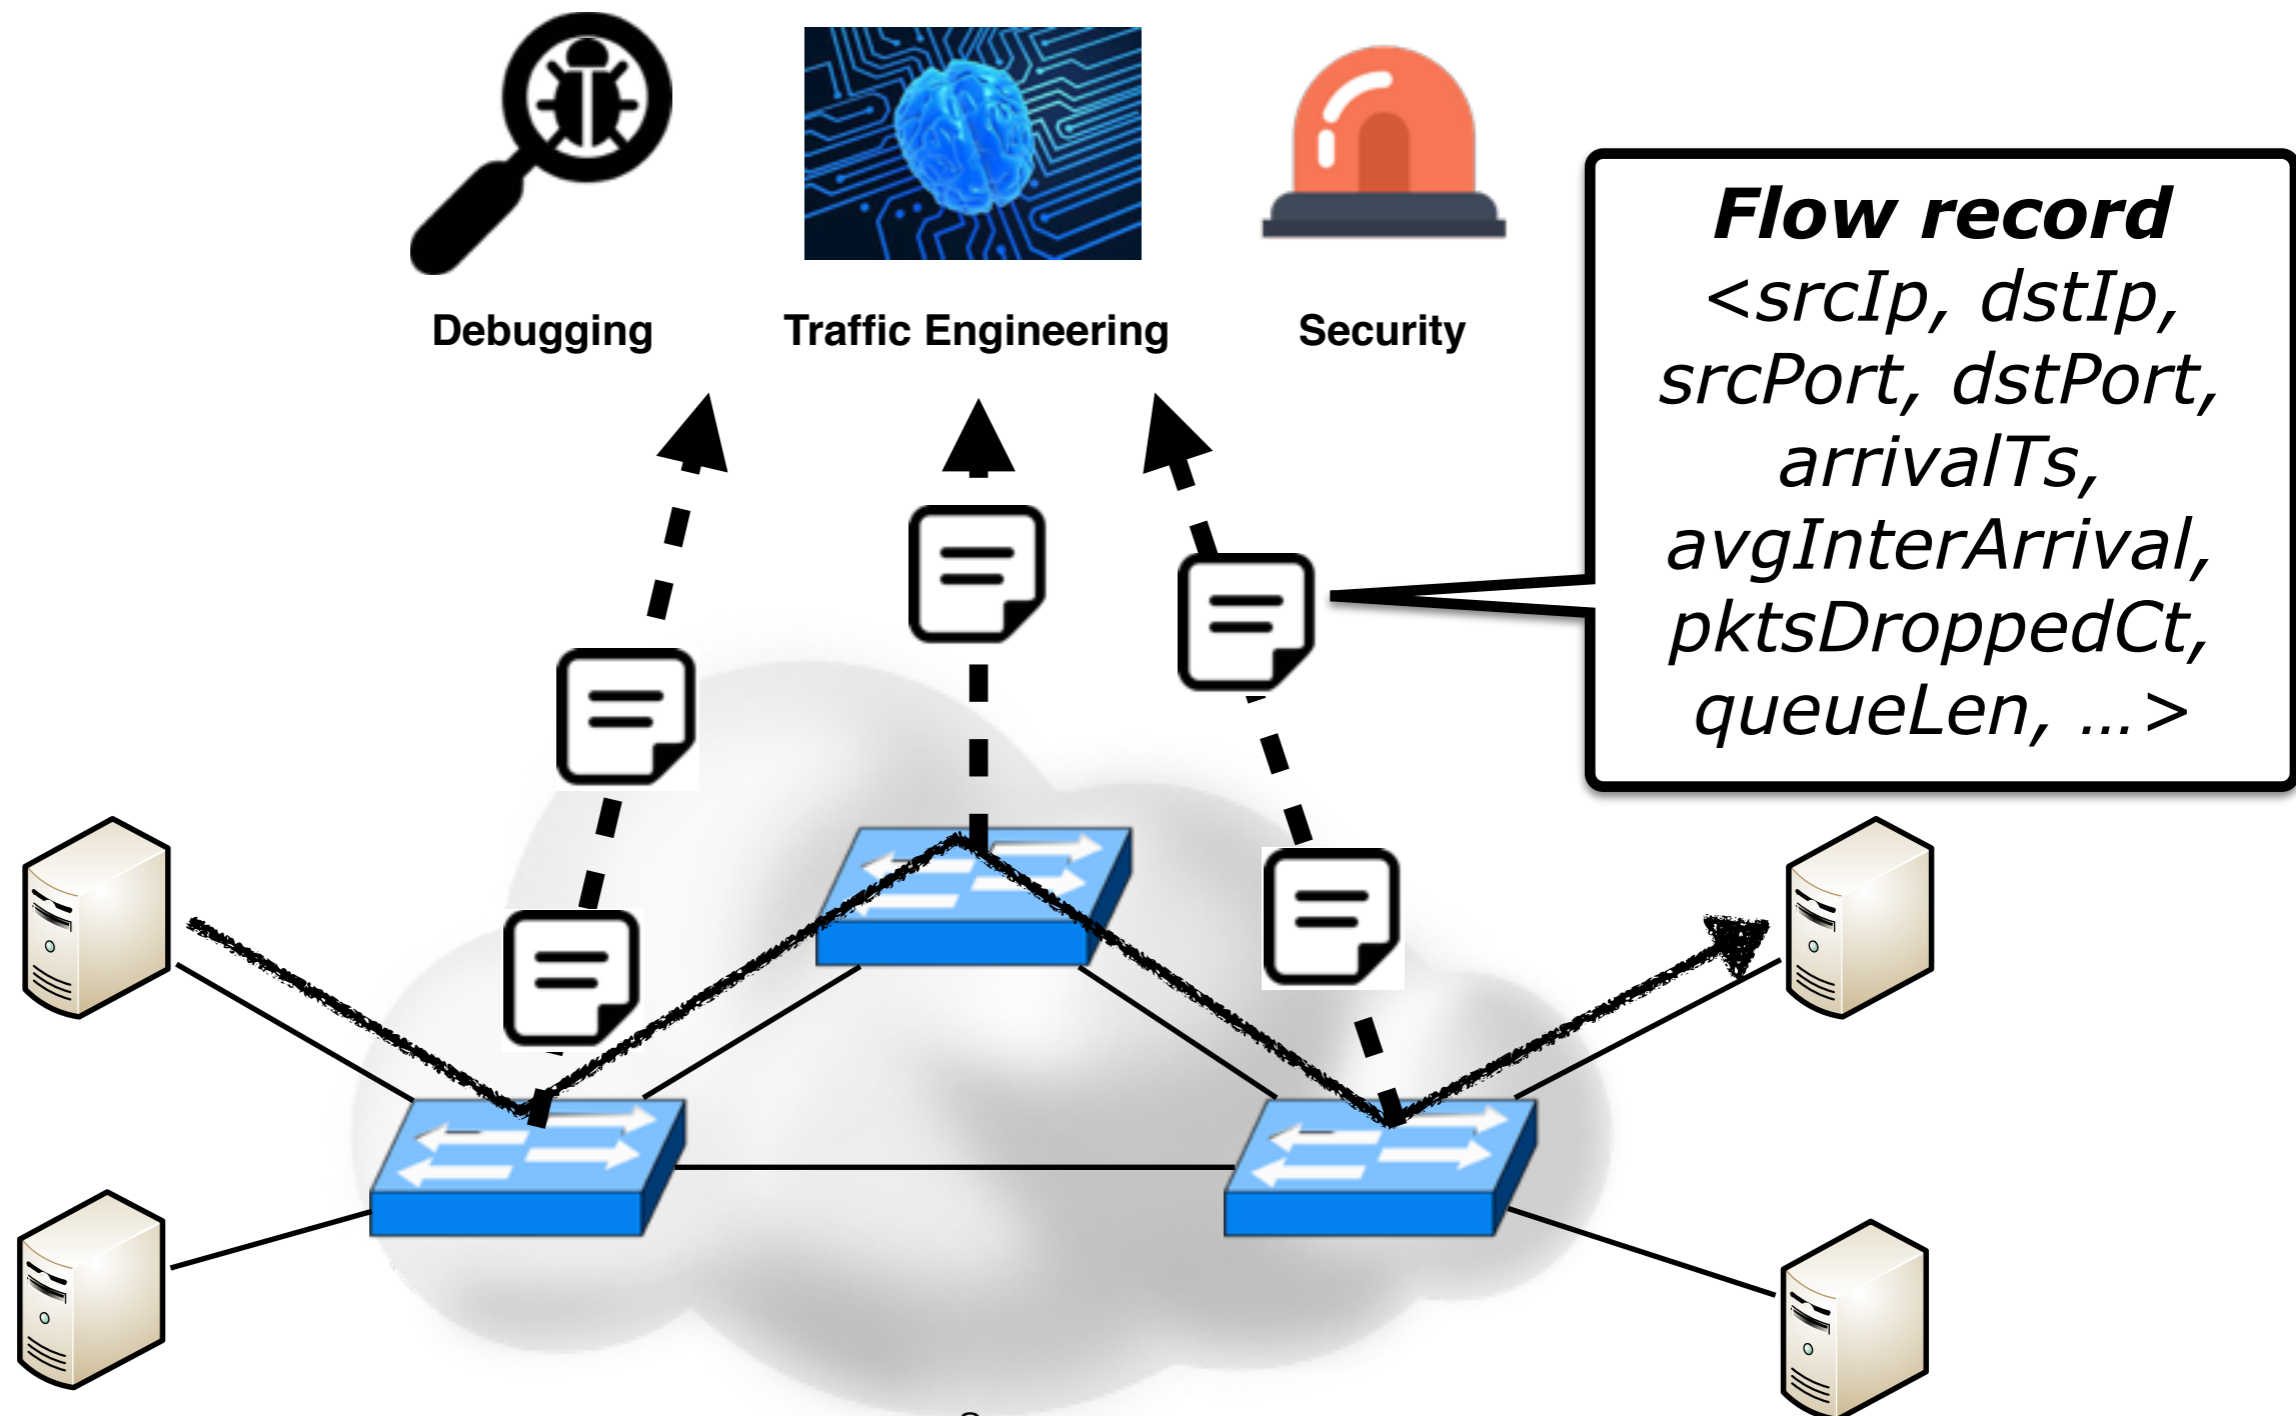 Debugging
Traffic Engineering
Security
Flow record
<srcIp, dstIp,
srcPort, dstPort,
arrivalTs,
avgInterArrival,
pktsDroppedCt,
queueLen, ...>